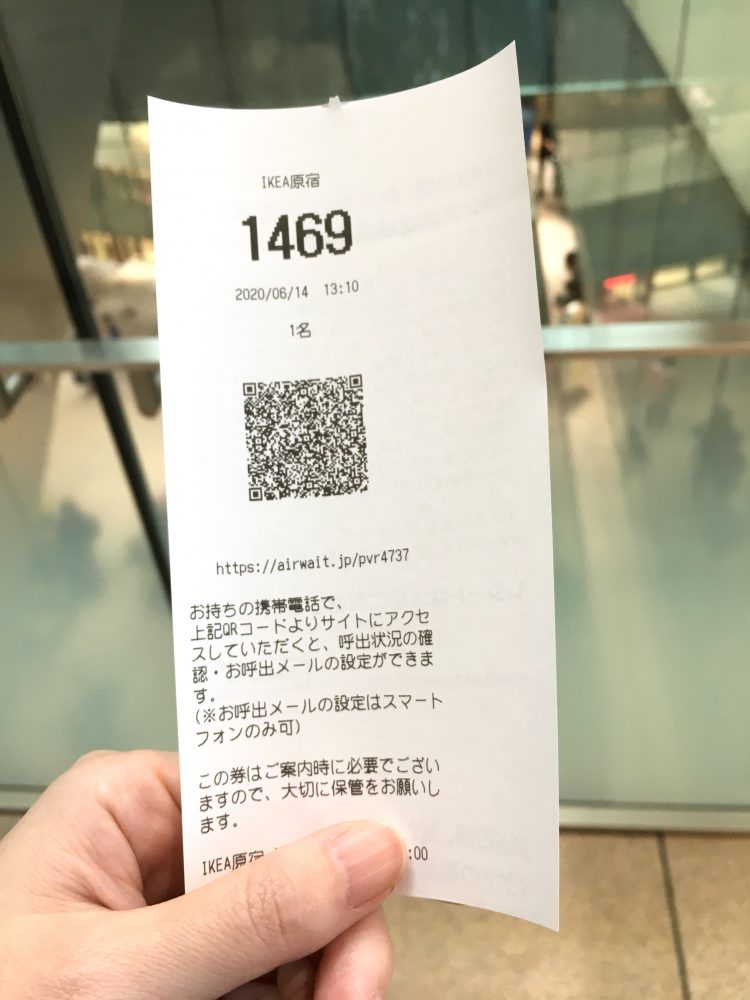 IKEA原宿
1469
2020/06/14 13:10
1名
https://airwait.jp/pvr4737
お持ちの携帯電話で、
上記QRコードよりサイトにアクセ
スしていただくと、呼出状況の確
認・お呼出メールの設定ができま
す。
(※お呼出メールの設定はスマート
フォンのみ可)
この券はご案内時に必要でござい
ますので、大切に保管をお願いし
ます。
IKEA原宿 :00